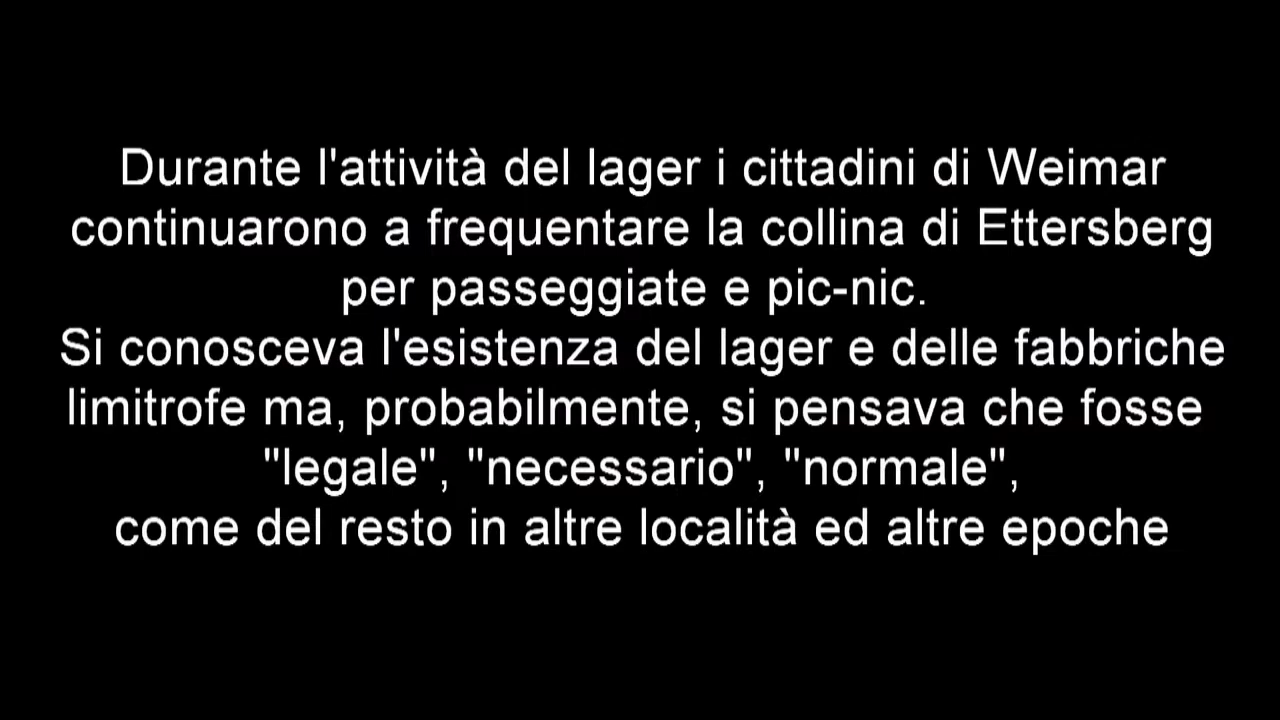 Durante l'attività del lager i cittadini di Weimar
continuarono a frequentare la collina di Ettersberg
per passeggiate e pic-nic.
Si conosceva l'esistenza del lager e delle fabbriche
limitrofe ma, probabilmente, si pensava che fosse
"legale", "necessario", "normale",
come del resto in altre località ed altre epoche